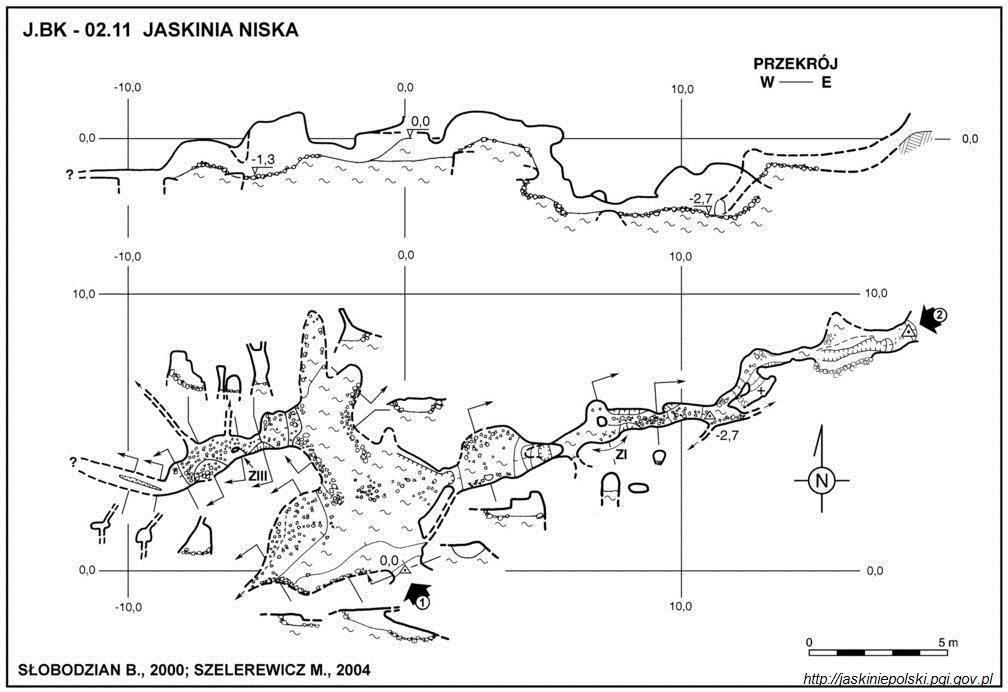 J.BK - 02.11 JASKINIA NISKA
PRZEKRÓJ
W E
-10,0 0,0 10,0
0,0 0,0 0,0
-1,3
?
-2,7
-10,0 0,0 10,0
10,0 10,0
2
-2,7
ZI
?
ZIII
N
0,0 0,0 0,0
1
-10,0 10,0
0 5 m
SŁOBODZIAN B., 2000; SZELEREWICZ M., 2004
http://jaskiniepolski.pgi.gov.pl